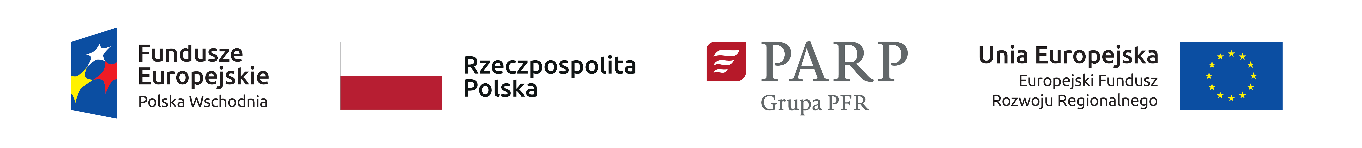 Fundusze
Europejskie
Polska Wschodnia
Rzeczpospolita
Polska
PARP
Grupa PFR
Unia Europejska
Europejski Fundusz
Rozwoju Regionalnego